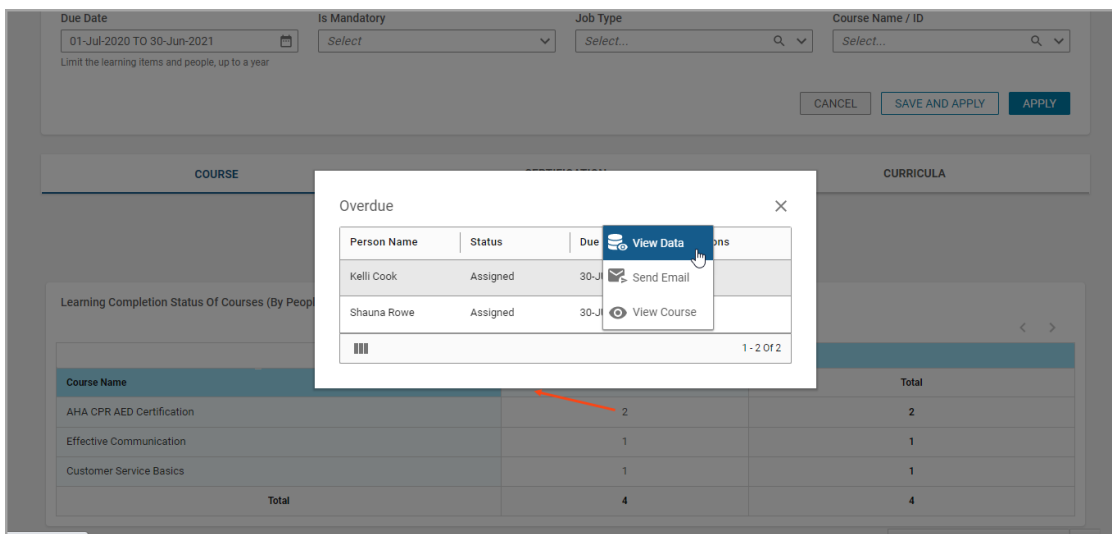 Due Date Is Mandatory Job Type Course Name / ID
01-Jul-2020 TO 30-Jun-2021 Select Select... Select...
Limit the learning items and people, up to a year
CANCEL SAVE AND APPLY APPLY
COURSE CURRICULA
Overdue
Person Name Status Due View Data ons
Kelli Cook Assigned Send Email
Shauna Rowe Assigned View Course
1 - 2 Of 2
Learning Completion Status Of Courses (By Peopl
Course Name Total
AHA CPR AED Certification 2 2
Effective Communication 1 1
Customer Service Basics 1 1
Total 4 4